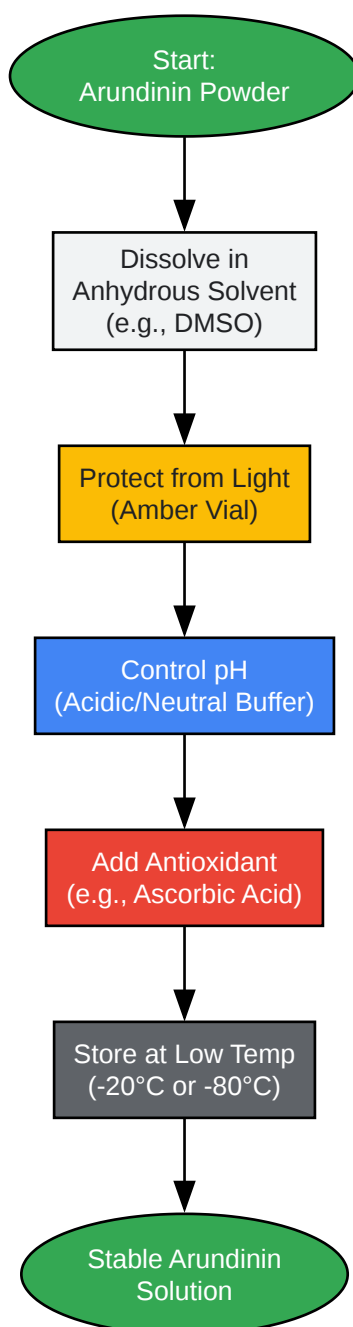 Start:
Arundinin Powder
Dissolve in
Anhydrous Solvent
(e.g., DMSO)
Protect from Light
(Amber Vial)
Control pH
(Acidic/Neutral Buffer)
Add Antioxidant
(e.g., Ascorbic Acid)
Store at Low Temp
(-20°C or -80°C)
Stable Arundinin
Solution